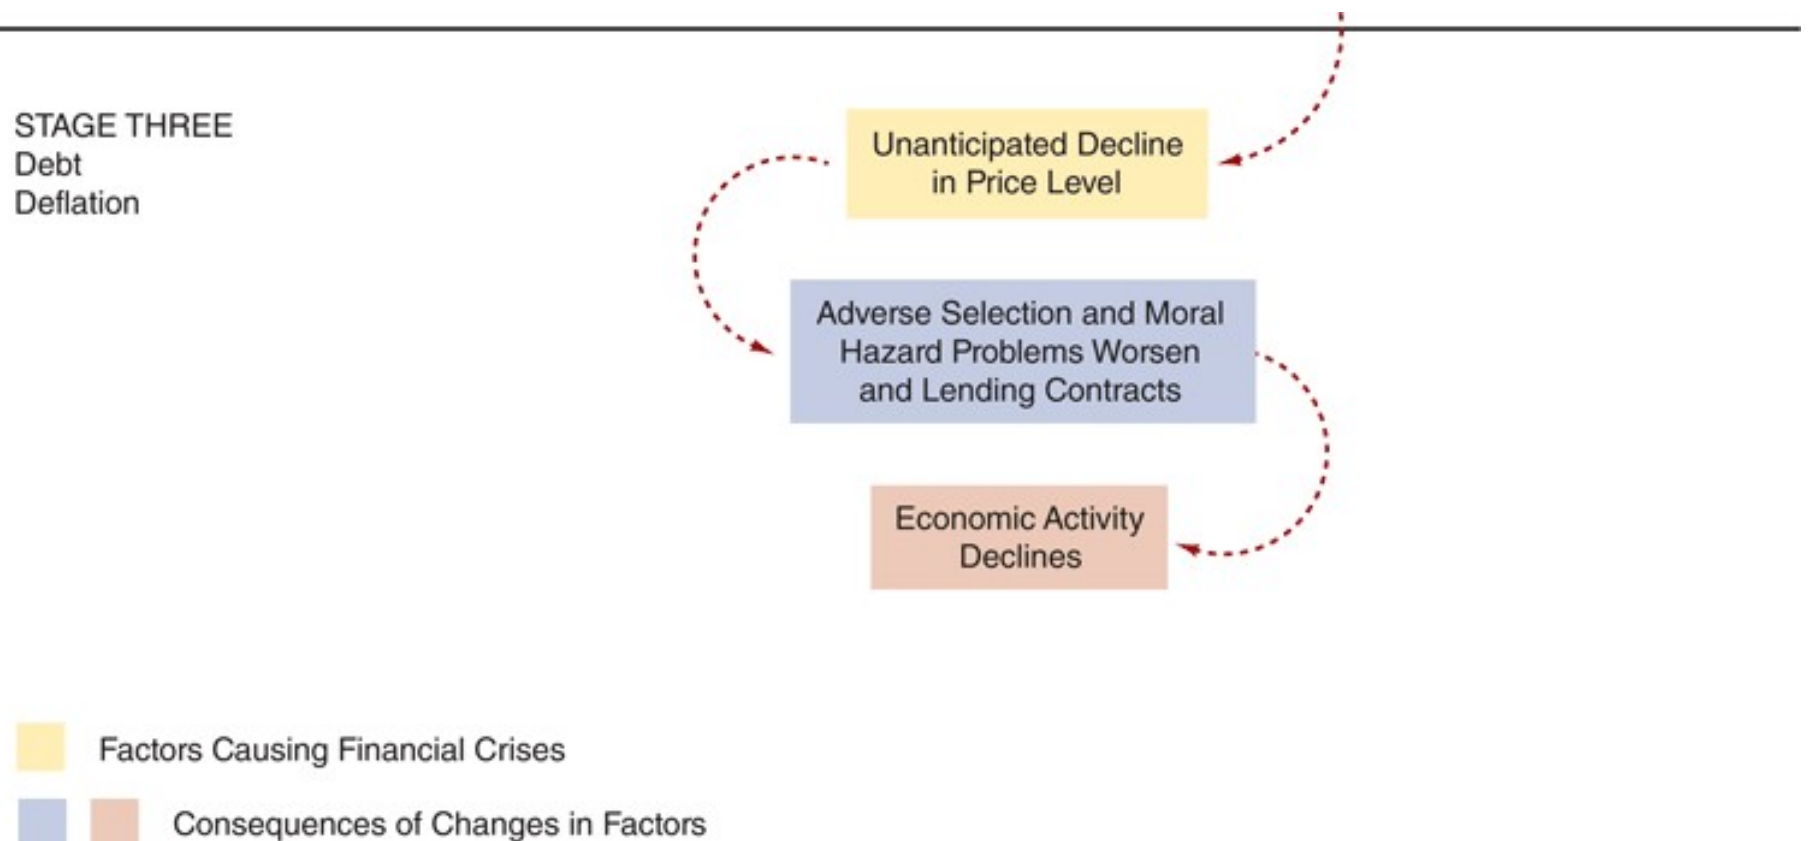 STAGE THREE
Debt
Deflation
Unanticipated Decline
in Price Level
Adverse Selection and Moral
Hazard Problems Worsen
and Lending Contracts
Economic Activity
Declines
Factors Causing Financial Crises
Consequences of Changes in Factors